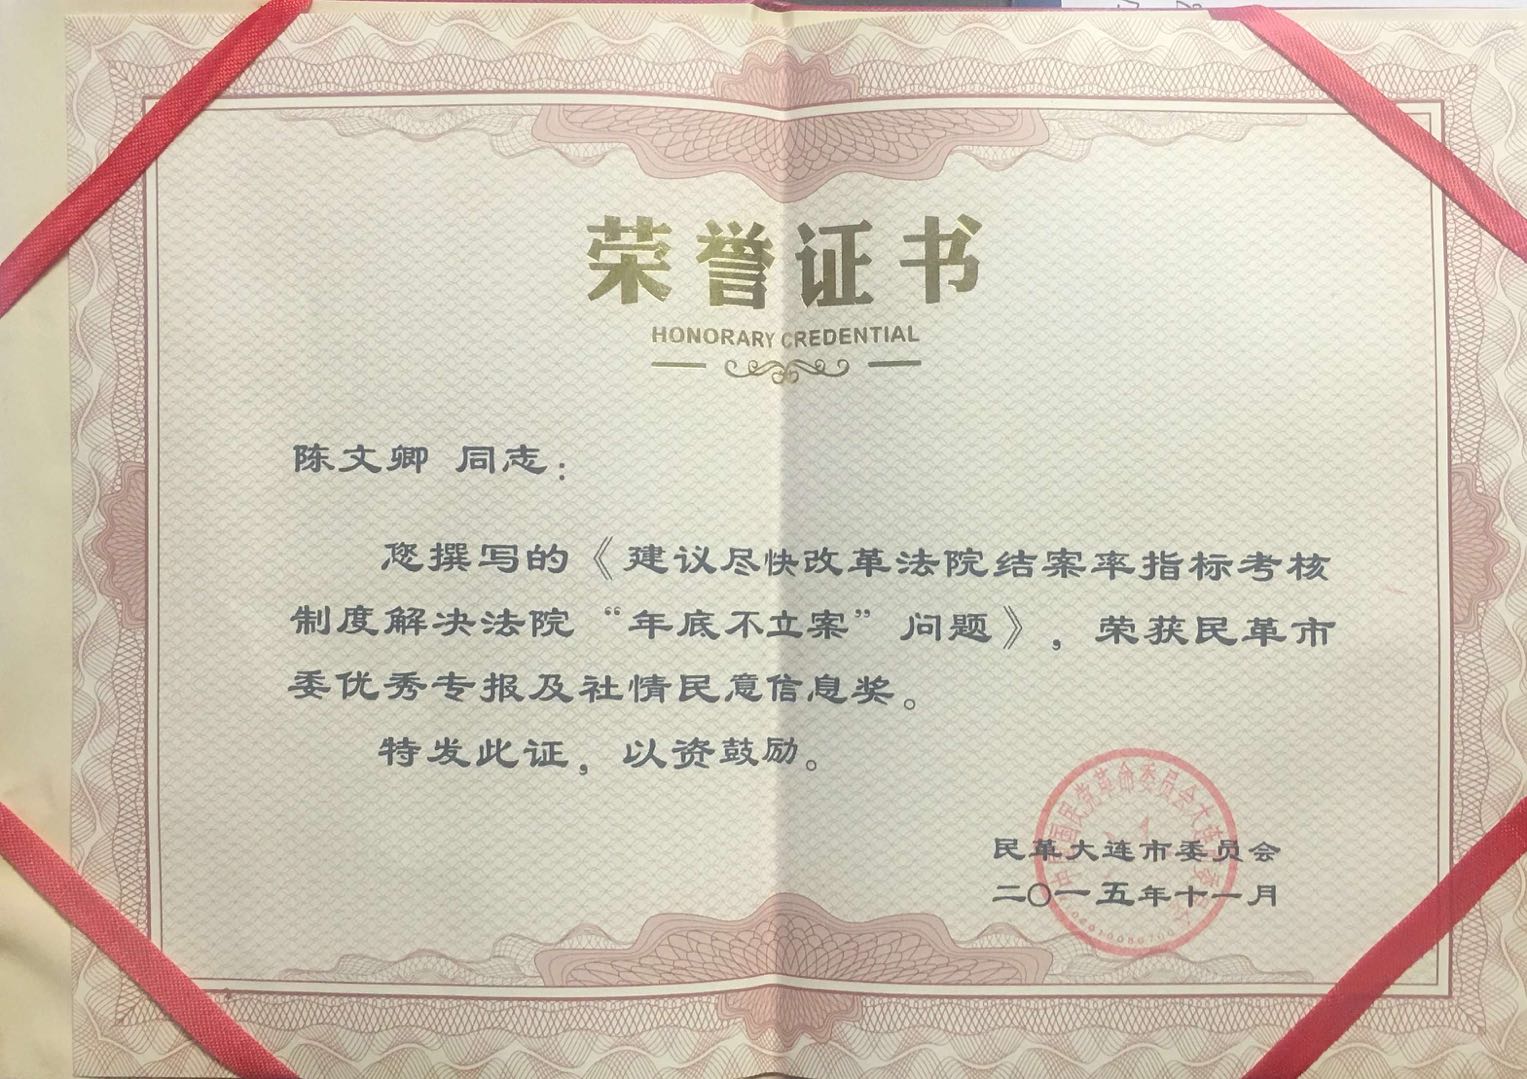 荣誉证书
HONORARY CREDENTIAL
陈文卿 同志：
您撰写的《建议尽快改革法院结案率指标考核
制度解决法院“年底不立案”问题》，荣获民革市
委优秀专报及社情民意信息奖。
特发此证，以资鼓励。
民革大连市委员会
二〇一五年十一月